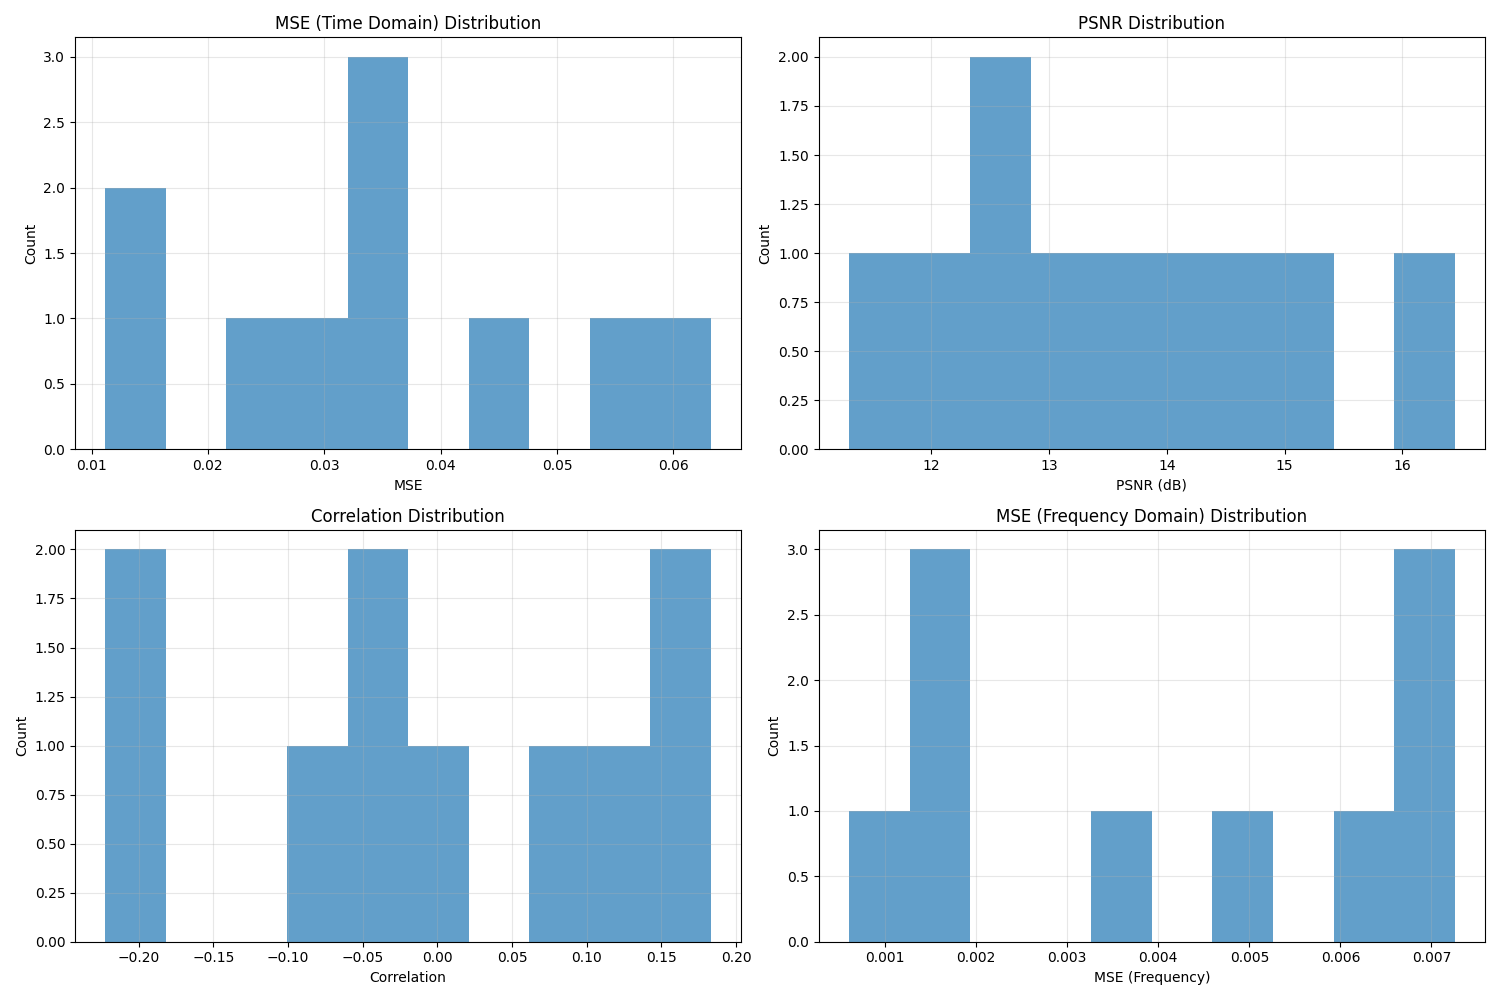 MSE (Time Domain) Distribution
3.0
2.5
2.0
1.5
1.0
0.5
0.0
Count
0.01 0.02 0.03 0.04 0.05 0.06
MSE
PSNR Distribution
2.00
1.75
1.50
1.25
1.00
0.75
0.50
0.25
0.00
Count
12 13 14 15 16
PSNR (dB)
Correlation Distribution
2.00
1.75
1.50
1.25
1.00
0.75
0.50
0.25
0.00
Count
−0.20 −0.15 −0.10 −0.05 0.00 0.05 0.10 0.15 0.20
Correlation
MSE (Frequency Domain) Distribution
3.0
2.5
2.0
1.5
1.0
0.5
0.0
Count
0.001 0.002 0.003 0.004 0.005 0.006 0.007
MSE (Frequency)